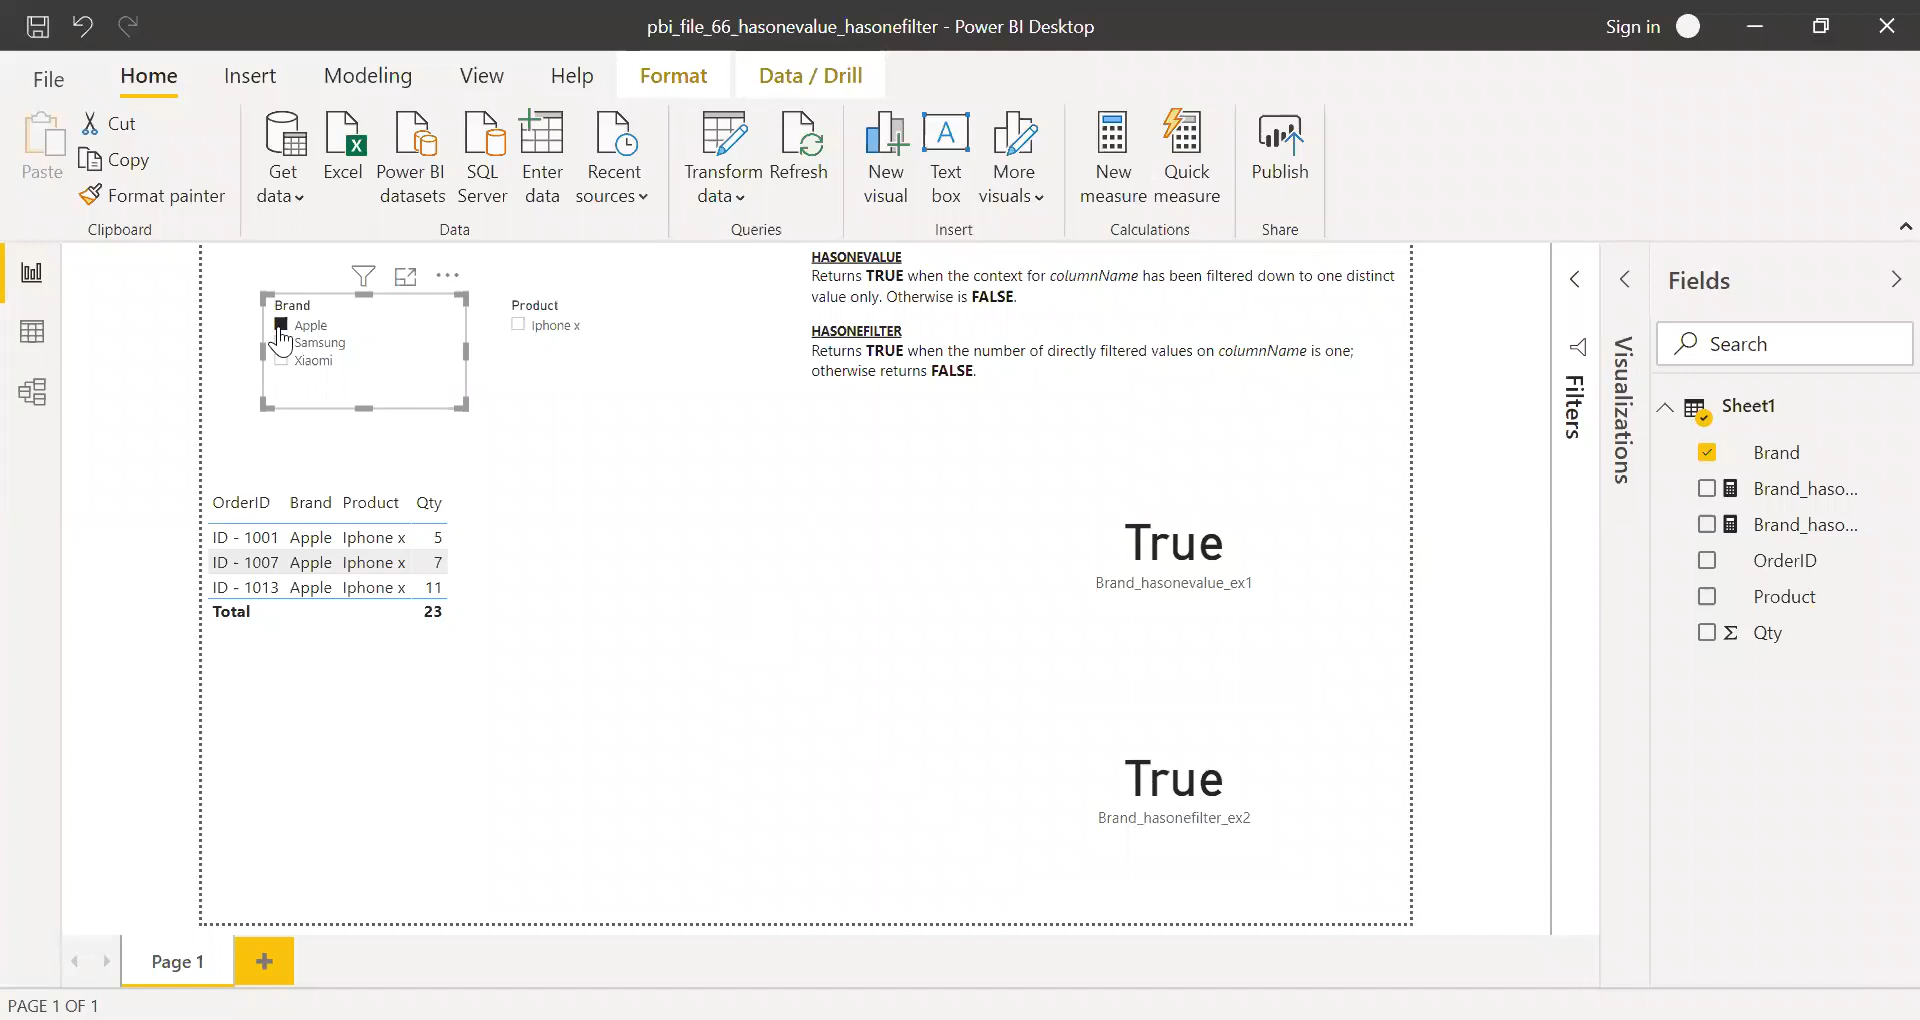 pbi_file_66_hasonevalue_hasonefilter - Power BI Desktop
Sign in
File
Home
Insert
Modeling
View
Help
Format
Data / Drill
Paste
Cut
Copy
Format painter
Clipboard
Get data
Excel
Power BI datasets
SQL Server
Enter data
Recent sources
Data
Transform data
Refresh
Queries
New visual
Text box
More visuals
Insert
New measure
Quick measure
Calculations
Publish
Share
Brand
Apple
Samsung
Xiaomi
Product
Iphone x
HASONEVALUE
Returns TRUE when the context for columnName has been filtered down to one distinct
value only. Otherwise is FALSE.
HASONEFILTER
Returns TRUE when the number of directly filtered values on columnName is one;
otherwise returns FALSE.
OrderID Brand Product Qty
ID - 1001 Apple Iphone x 5
ID - 1007 Apple Iphone x 7
ID - 1013 Apple Iphone x 11
Total 23
True
Brand_hasonevalue_ex1
True
Brand_hasonefilter_ex2
Filters
Visualizations
Fields
Search
Sheet1
Brand
Brand_haso...
Brand_haso...
OrderID
Product
Σ Qty
Page 1
PAGE 1 OF 1